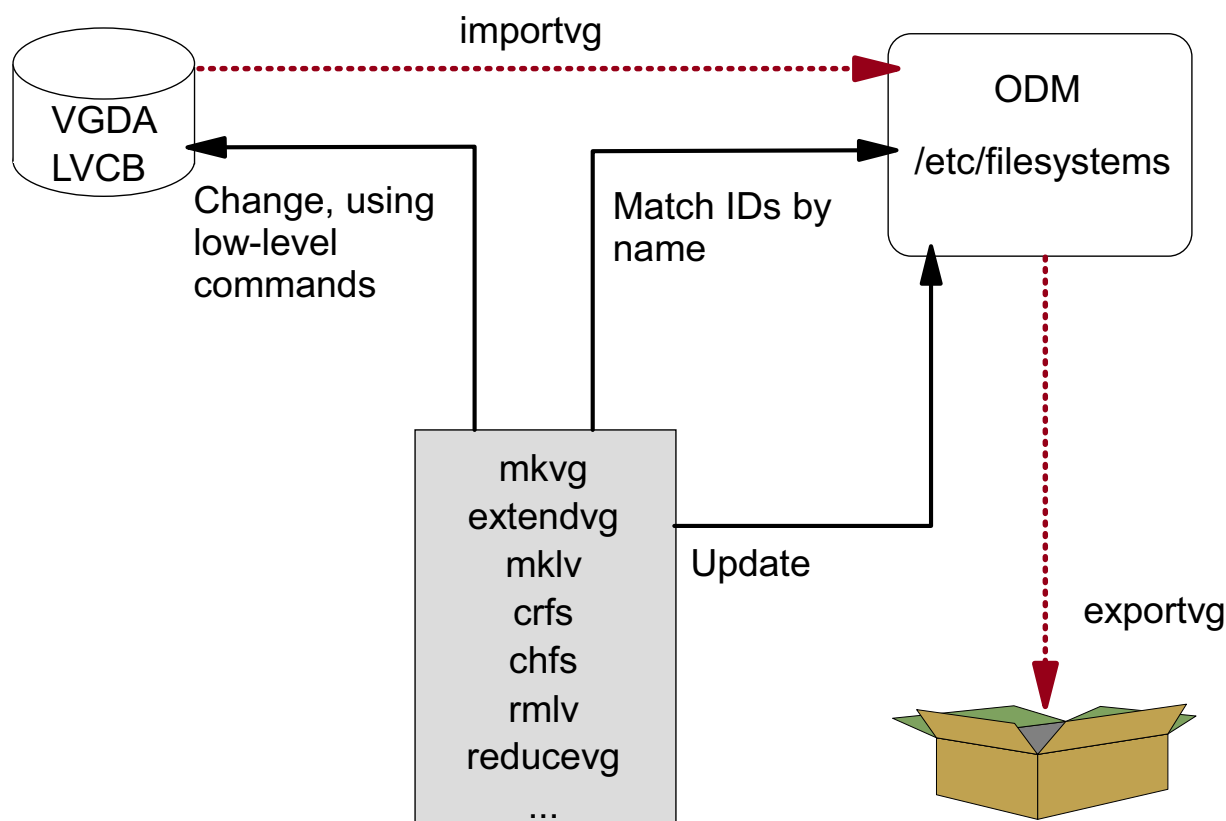 importvg
VGDA
LVCB
ODM
/etc/filesystems
Change, using
low-level
commands
Match IDs by
name
mkvg
extendvg
mklv
crfs
chfs
rmlv
reducevg
...
Update
exportvg